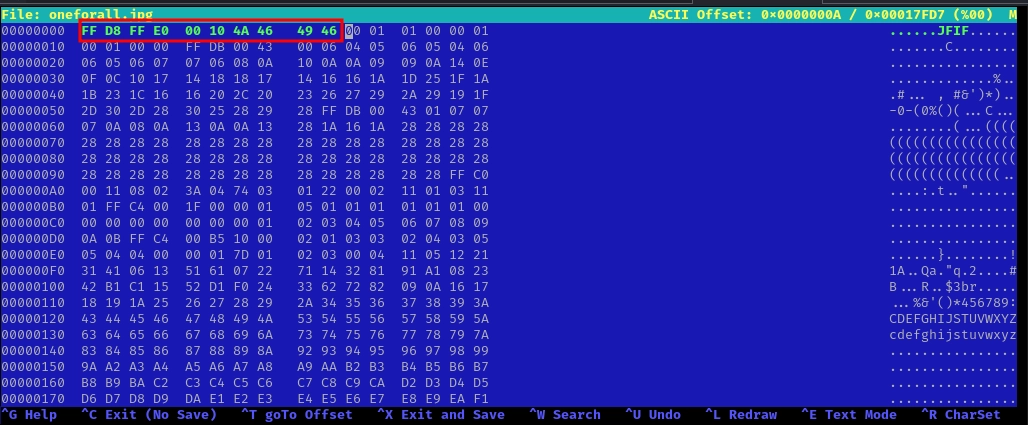 File: oneforall.jpg ASCII Offset: 0x0000000A / 0x00017FD7 (%00) M
00000000 FF D8 FF E0 00 10 4A 46 49 46 00 01 01 00 00 01 ......JFIF......
00000010 00 01 00 00 FF DB 00 43 00 06 04 05 06 05 04 06 .......C........
00000020 06 05 06 07 07 06 08 0A 10 0A 0A 09 09 0A 14 0E ................
00000030 0F 0C 10 17 14 18 18 17 14 16 16 1A 1D 25 1F 1A .............%..
00000040 1B 23 1C 16 16 20 2C 20 23 26 27 29 2A 29 19 1F .#... , #&')*)..
00000050 2D 30 2D 28 30 25 28 29 28 FF DB 00 43 01 07 07 -0-(0%()(...C...
00000060 07 0A 08 0A 13 0A 0A 13 28 1A 16 1A 28 28 28 28 ........(...((((
00000070 28 28 28 28 28 28 28 28 28 28 28 28 28 28 28 28 ((((((((((((((((
00000080 28 28 28 28 28 28 28 28 28 28 28 28 28 28 28 28 ((((((((((((((((
00000090 28 28 28 28 28 28 28 28 28 28 28 28 28 28 FF C0 ((((((((((((((..
000000A0 00 11 08 02 3A 04 74 03 01 22 00 02 11 01 03 11 ....:.t.."......
000000B0 01 FF C4 00 1F 00 00 01 05 01 01 01 01 01 01 00 ................
000000C0 00 00 00 00 00 00 00 01 02 03 04 05 06 07 08 09 ................
000000D0 0A 0B FF C4 00 B5 10 00 02 01 03 03 02 04 03 05 ................
000000E0 05 04 04 00 00 01 7D 01 02 03 00 04 11 05 12 21 ......}........!
000000F0 31 41 06 13 51 61 07 22 71 14 32 81 91 A1 08 23 1A..Qa."q.2....#
00000100 42 B1 C1 15 52 D1 F0 24 33 62 72 82 09 0A 16 17 B...R..$3br.....
00000110 18 19 1A 25 26 27 28 29 2A 34 35 36 37 38 39 3A ...%&'()*456789:
00000120 43 44 45 46 47 48 49 4A 53 54 55 56 57 58 59 5A CDEFGHIJSTUVWXYZ
00000130 63 64 65 66 67 68 69 6A 73 74 75 76 77 78 79 7A cdefghijstuvwxyz
00000140 83 84 85 86 87 88 89 8A 92 93 94 95 96 97 98 99 ................
00000150 9A A2 A3 A4 A5 A6 A7 A8 A9 AA B2 B3 B4 B5 B6 B7 ................
00000160 B8 B9 BA C2 C3 C4 C5 C6 C7 C8 C9 CA D2 D3 D4 D5 ................
00000170 D6 D7 D8 D9 DA E1 E2 E3 E4 E5 E6 E7 E8 E9 EA F1 ................
^G Help ^C Exit (No Save) ^T goTo Offset ^X Exit and Save ^W Search ^U Undo ^L Redraw ^E Text Mode ^R CharSet